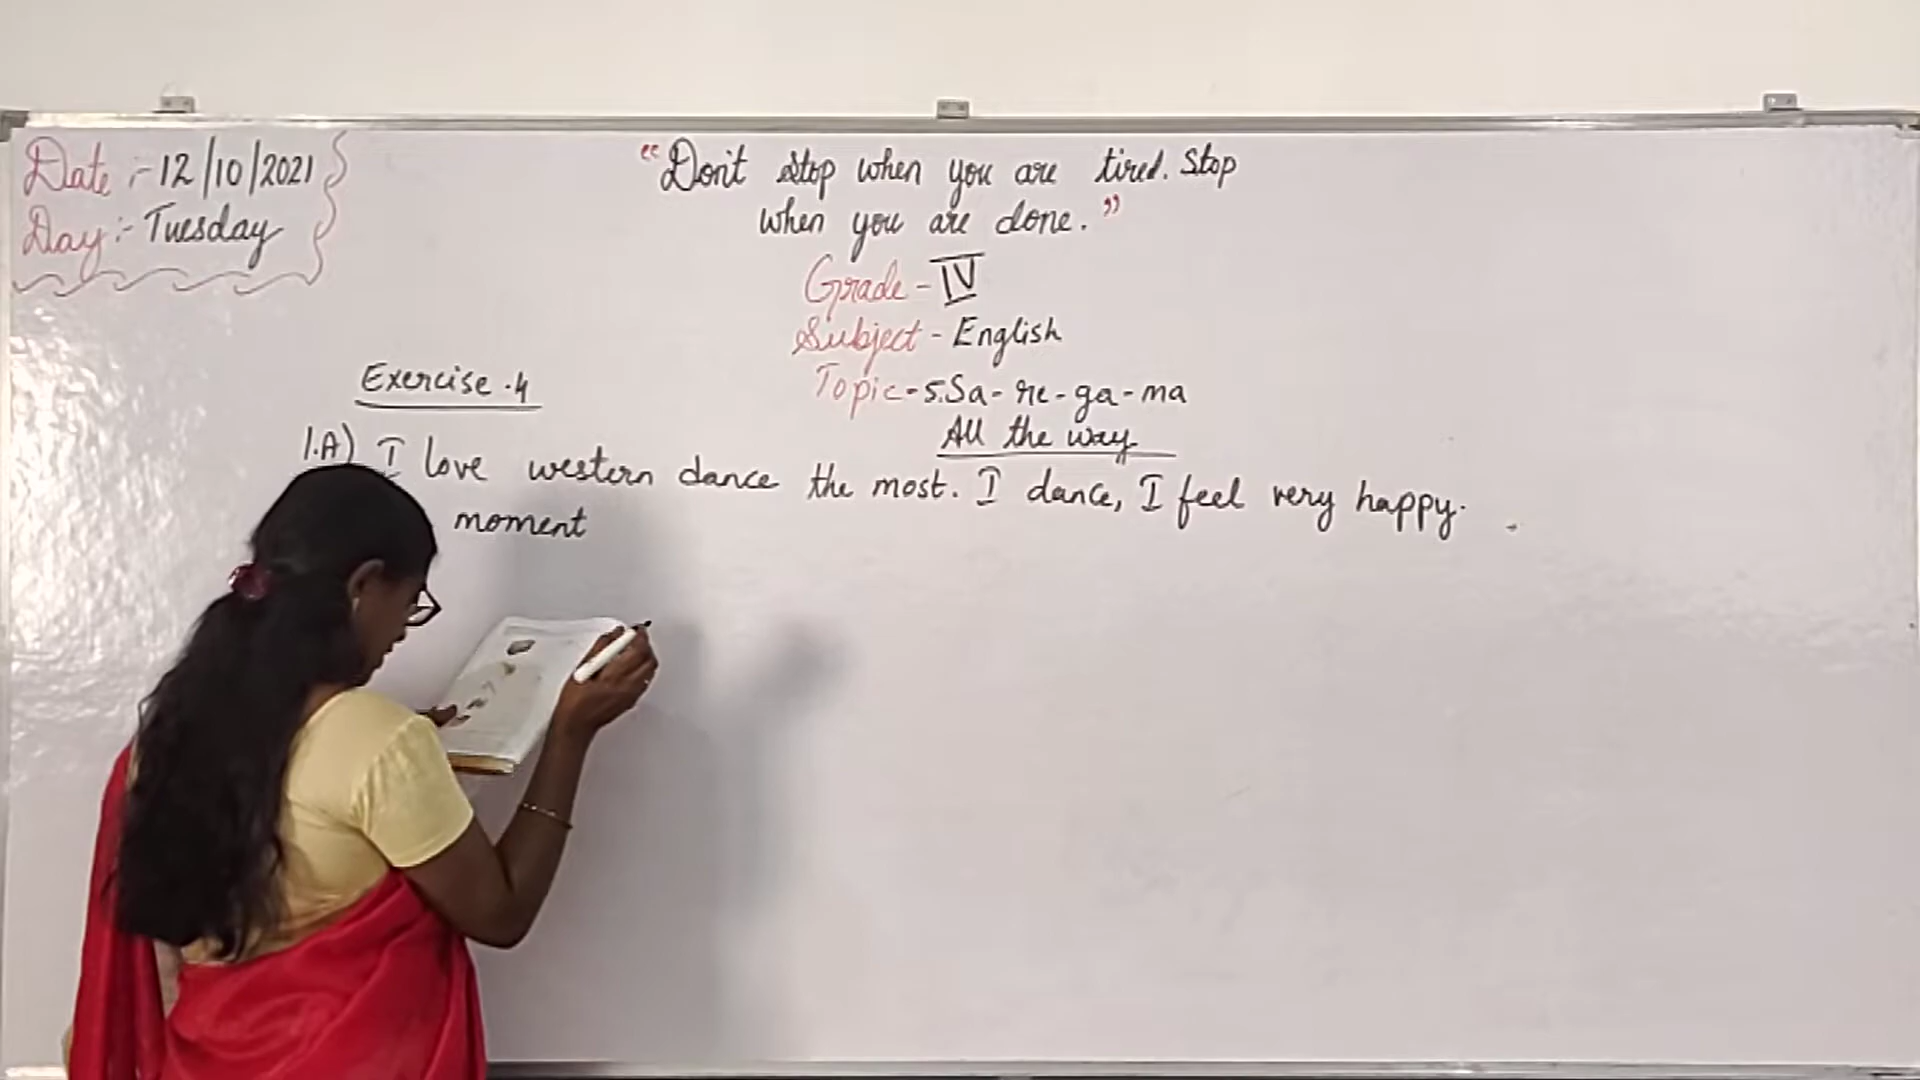 Date :- 12/10/2021
Day :- Tuesday
"Don't stop when you are tired. Stop
when you are done."
Grade - IV
Subject - English
Topic - 5. Sa - re - ga - ma
All the way
Exercise - 4
1.A) I love western dance the most. I dance, I feel very happy.
moment